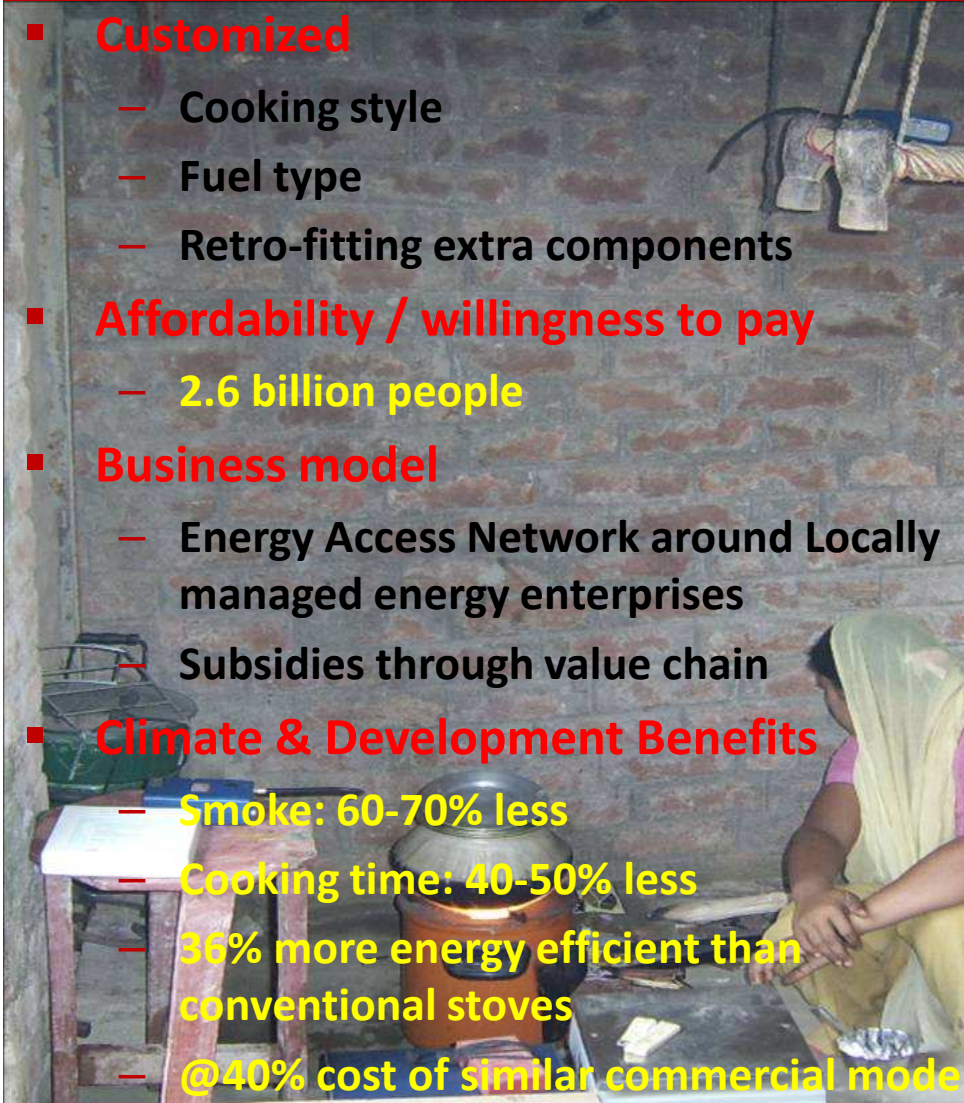 ▪ Customized
– Cooking style
– Fuel type
– Retro-fitting extra components
▪ Affordability / willingness to pay
– 2.6 billion people
▪ Business model
– Energy Access Network around Locally
managed energy enterprises
– Subsidies through value chain
▪ Climate & Development Benefits
– Smoke: 60-70% less
– Cooking time: 40-50% less
– 36% more energy efficient than
conventional stoves
– @40% cost of similar commercial mode